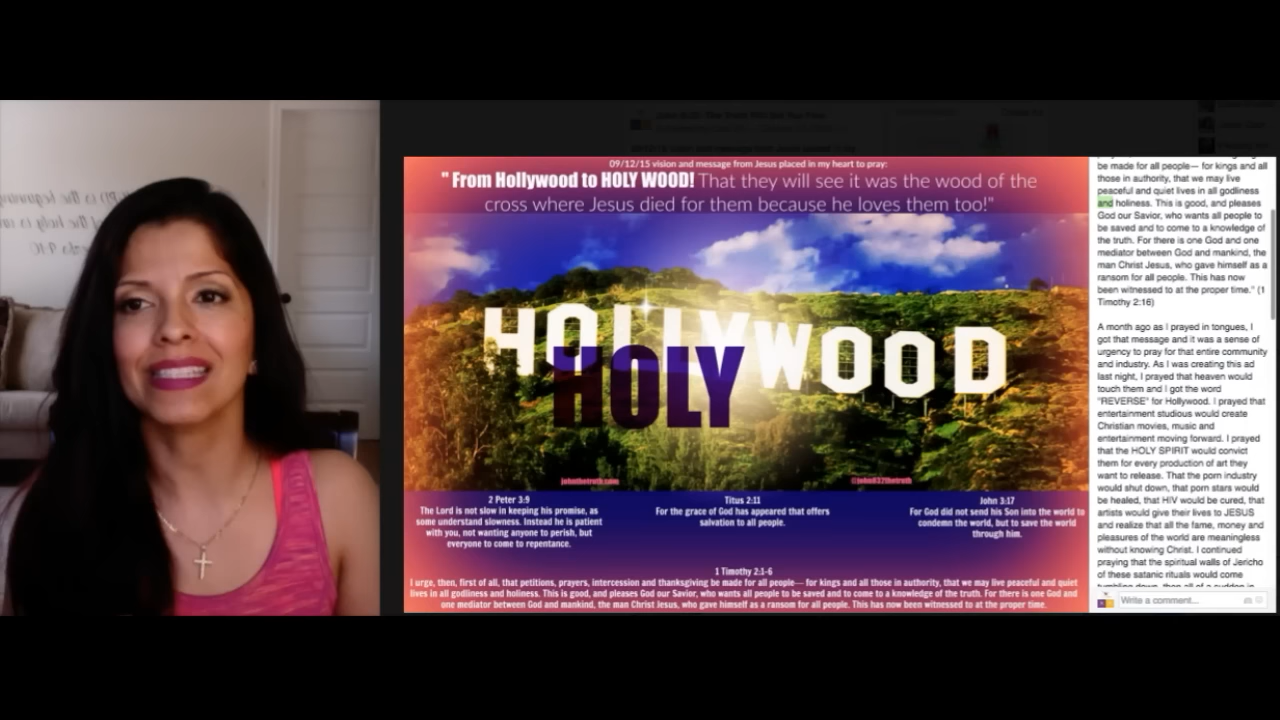 09/12/15 vision and message from Jesus placed in my heart to pray:
" From Hollywood to HOLY WOOD! That they will see it was the wood of the
cross where Jesus died for them because he loves them too!"
HOLLYWOOD
HOLY
johnthetruth.com
@john832thetruth
2 Peter 3:9
The Lord is not slow in keeping his promise, as
some understand slowness. Instead he is patient
with you, not wanting anyone to perish, but
everyone to come to repentance.
Titus 2:11
For the grace of God has appeared that offers
salvation to all people.
John 3:17
For God did not send his Son into the world to
condemn the world, but to save the world
through him.
1 Timothy 2:1-6
I urge, then, first of all, that petitions, prayers, intercession and thanksgiving be made for all people— for kings and all those in authority, that we may live peaceful and quiet
lives in all godliness and holiness. This is good, and pleases God our Savior, who wants all people to be saved and to come to a knowledge of the truth. For there is one God and
one mediator between God and mankind, the man Christ Jesus, who gave himself as a ransom for all people. This has now been witnessed to at the proper time.
be made for all people— for kings and all
those in authority, that we may live
peaceful and quiet lives in all godliness
and holiness. This is good, and pleases
God our Savior, who wants all people to
be saved and to come to a knowledge of
the truth. For there is one God and one
mediator between God and mankind, the
man Christ Jesus, who gave himself as a
ransom for all people. This has now
been witnessed to at the proper time." (1
Timothy 2:16)
A month ago as I prayed in tongues, I
got that message and it was a sense of
urgency to pray for that entire community
and industry. As I was creating this ad
last night, I prayed that heaven would
touch them and I got the word
"REVERSE" for Hollywood. I prayed that
entertainment studious would create
Christian movies, music and
entertainment moving forward. I prayed
that the HOLY SPIRIT would convict
them for every production of art they
want to release. That the porn industry
would shut down, that porn stars would
be healed, that HIV would be cured, that
artists would give their lives to JESUS
and realize that all the fame, money and
pleasures of the world are meaningless
without knowing Christ. I continued
praying that the spiritual walls of Jericho
of these satanic rituals would come
Write a comment...